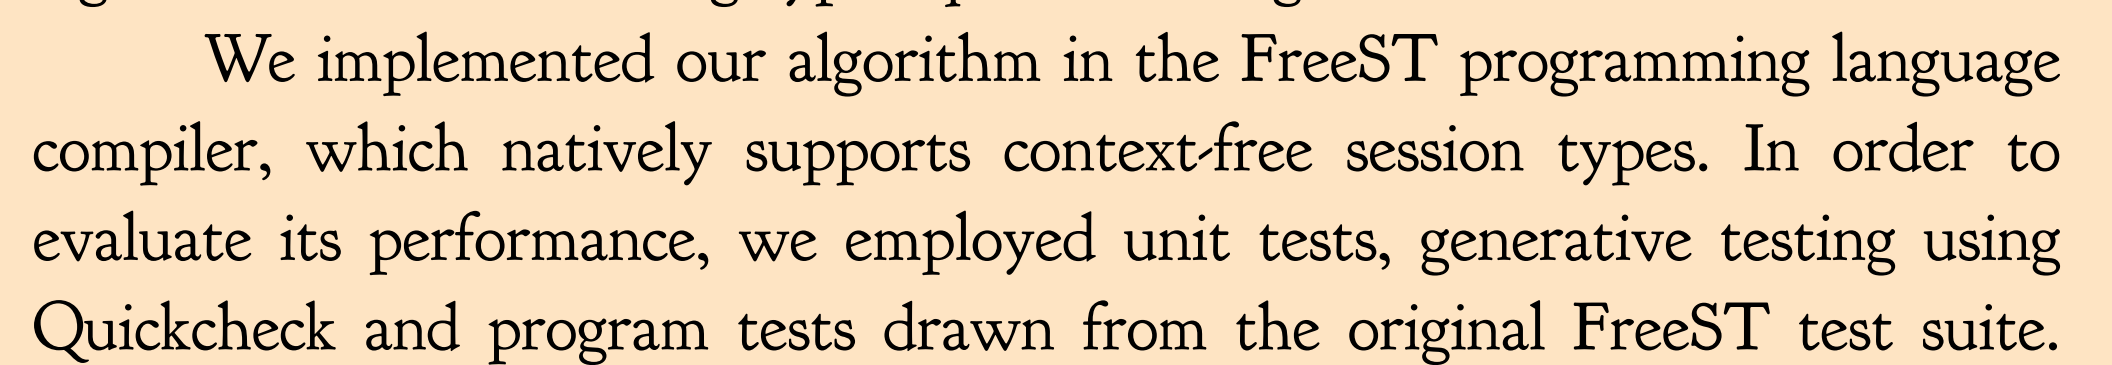 We implemented our algorithm in the FreeST programming language
compiler, which natively supports context-free session types. In order to
evaluate its performance, we employed unit tests, generative testing using
Quickcheck and program tests drawn from the original FreeST test suite.